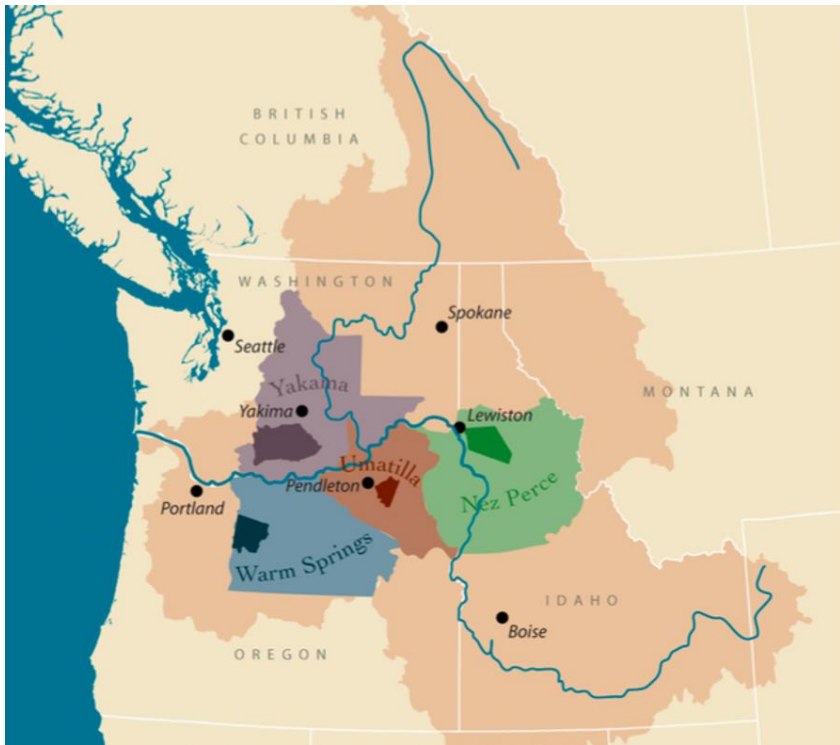 BRITISH
COLUMBIA
WASHINGTON
Spokane
Seattle
Yakama
MONTANA
Yakima
Lewiston
Umatilla
Nez Perce
Pendleton
Portland
Warm Springs
IDAHO
Boise
OREGON